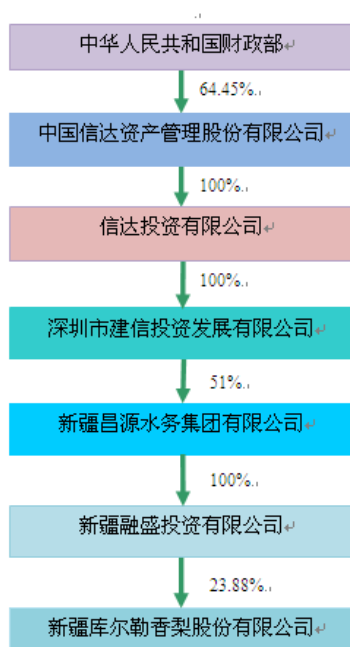 中华人民共和国财政部
64.45%
中国信达资产管理股份有限公司
100%
信达投资有限公司
100%
深圳市建信投资发展有限公司
51%
新疆昌源水务集团有限公司
100%
新疆融盛投资有限公司
23.88%
新疆库尔勒香梨股份有限公司